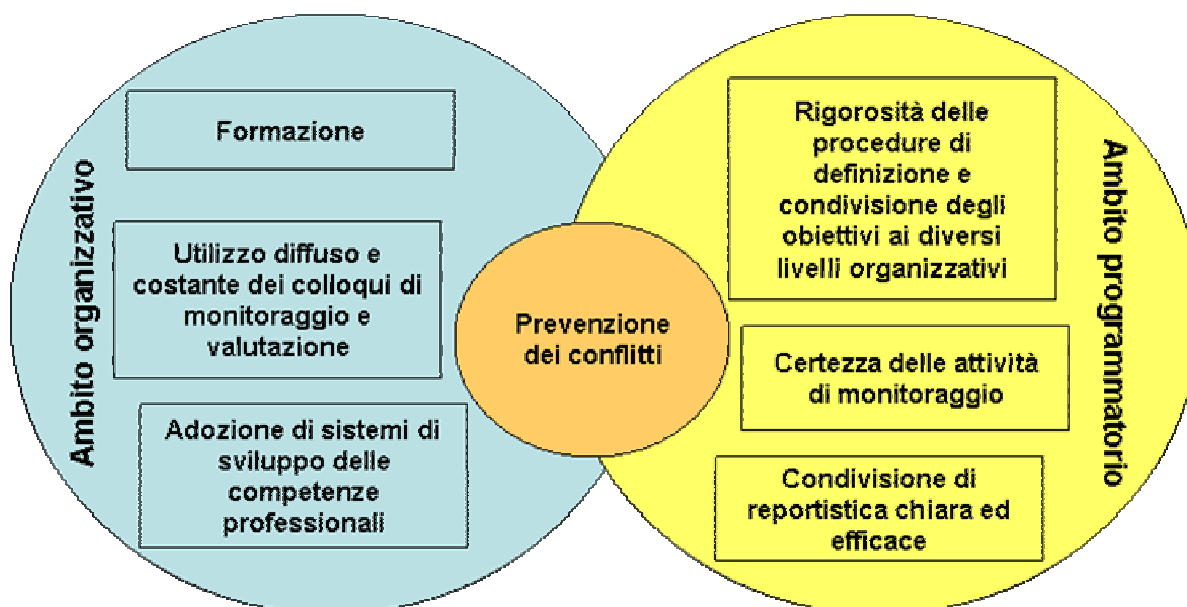 Ambito organizzativo
Formazione
Utilizzo diffuso e
costante dei colloqui di
monitoraggio e
valutazione
Adozione di sistemi di
sviluppo delle
competenze
professionali
Prevenzione
dei conflitti
Rigorosità delle
procedure di
definizione e
condivisione degli
obiettivi ai diversi
livelli organizzativi
Certezza delle attività
di monitoraggio
Condivisione di
reportistica chiara ed
efficace
Ambito programmatorio